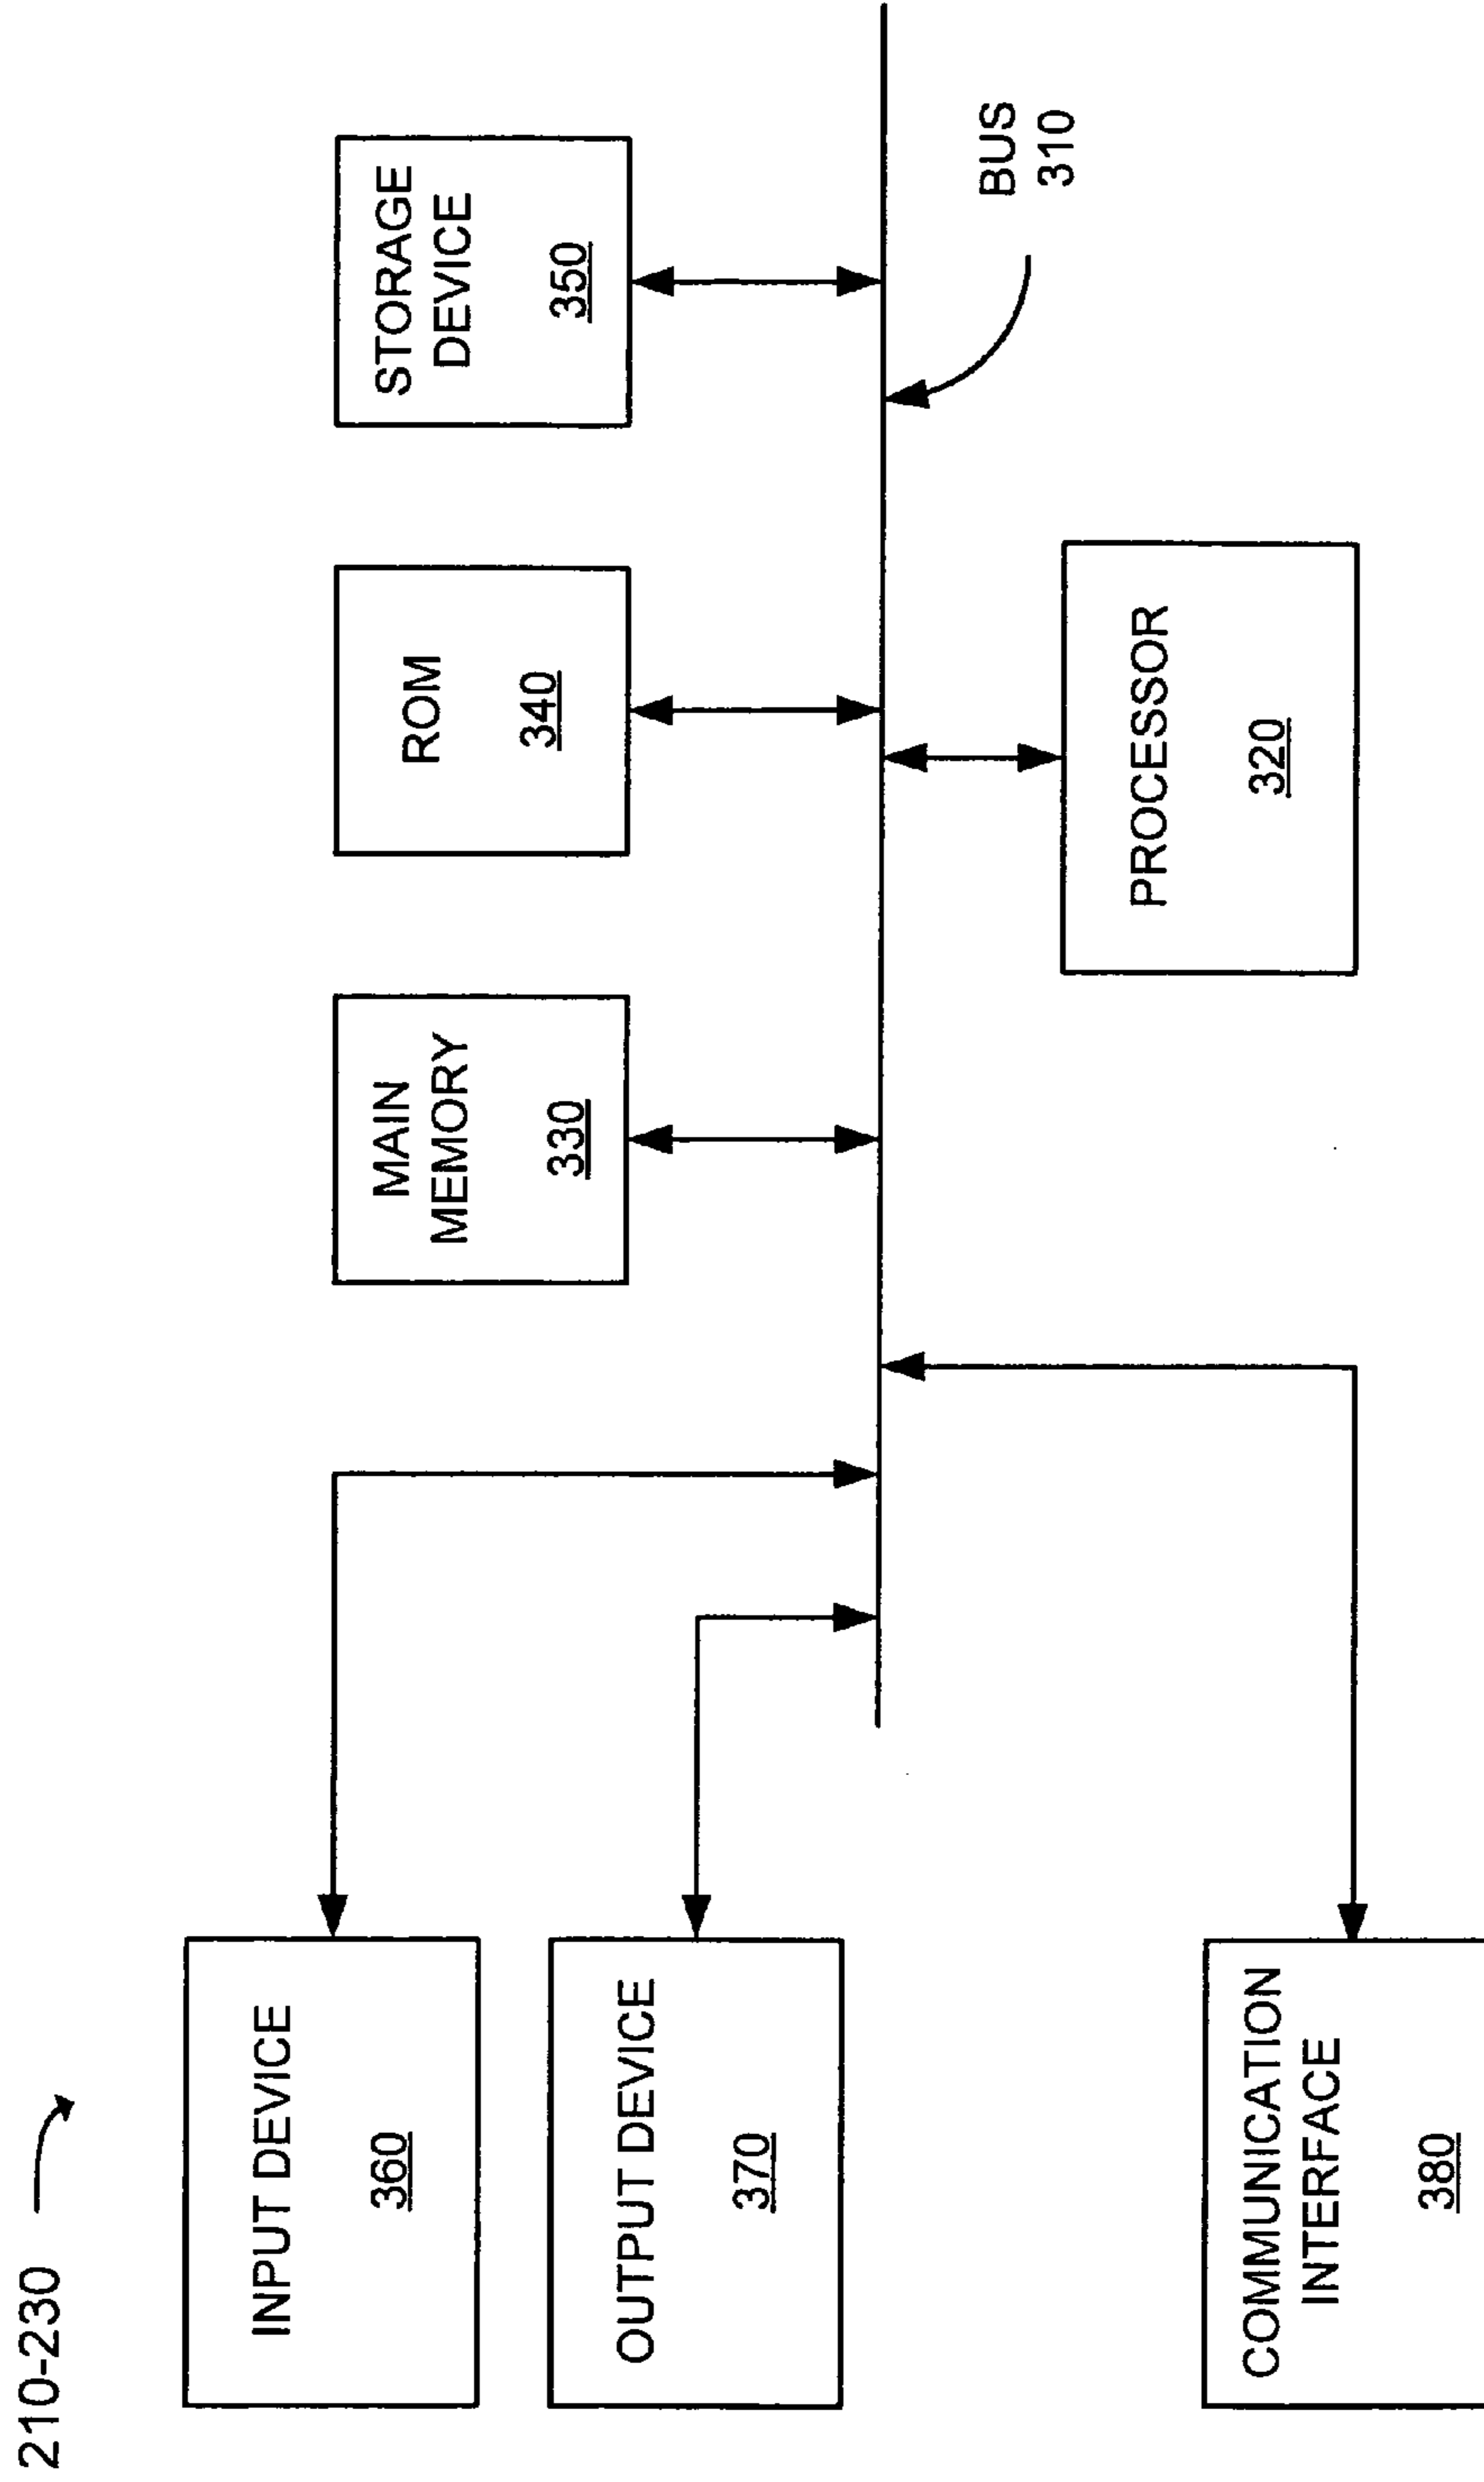 210-230
INPUT DEVICE
360
OUTPUT DEVICE
370
COMMUNICATION
INTERFACE
380
MAIN
MEMORY
330
ROM
340
STORAGE
DEVICE
350
PROCESSOR
320
BUS
310